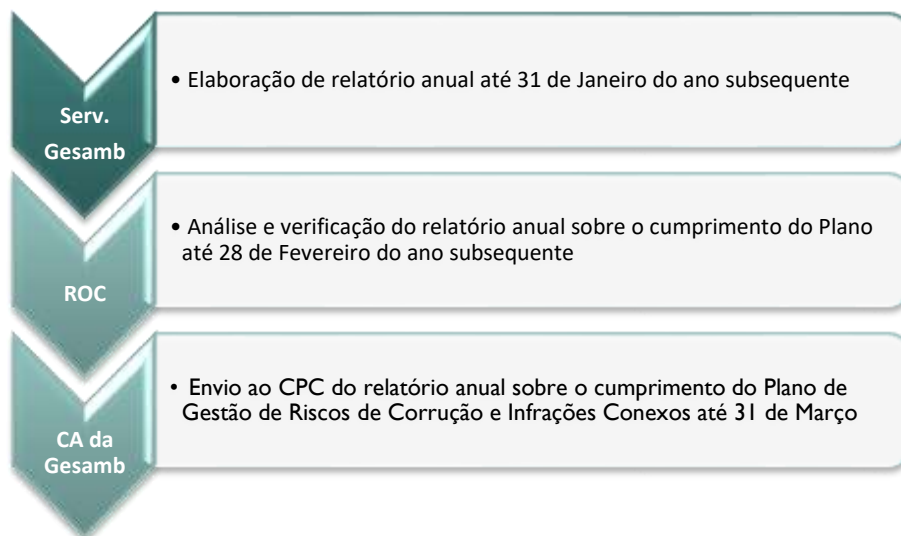 • Elaboração de relatório anual até 31 de Janeiro do ano subsequente
Serv.
Gesamb
• Análise e verificação do relatório anual sobre o cumprimento do Plano
até 28 de Fevereiro do ano subsequente
ROC
• Envio ao CPC do relatório anual sobre o cumprimento do Plano de
Gestão de Riscos de Corrução e Infrações Conexos até 31 de Março
CA da
Gesamb